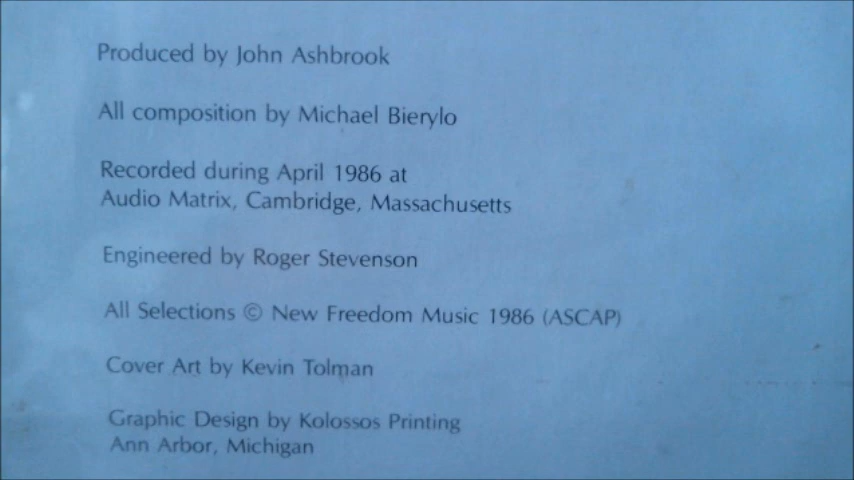 Produced by John Ashbrook
All composition by Michael Bierylo
Recorded during April 1986 at
Audio Matrix, Cambridge, Massachusetts
Engineered by Roger Stevenson
All Selections © New Freedom Music 1986 (ASCAP)
Cover Art by Kevin Tolman
Graphic Design by Kolossos Printing
Ann Arbor, Michigan